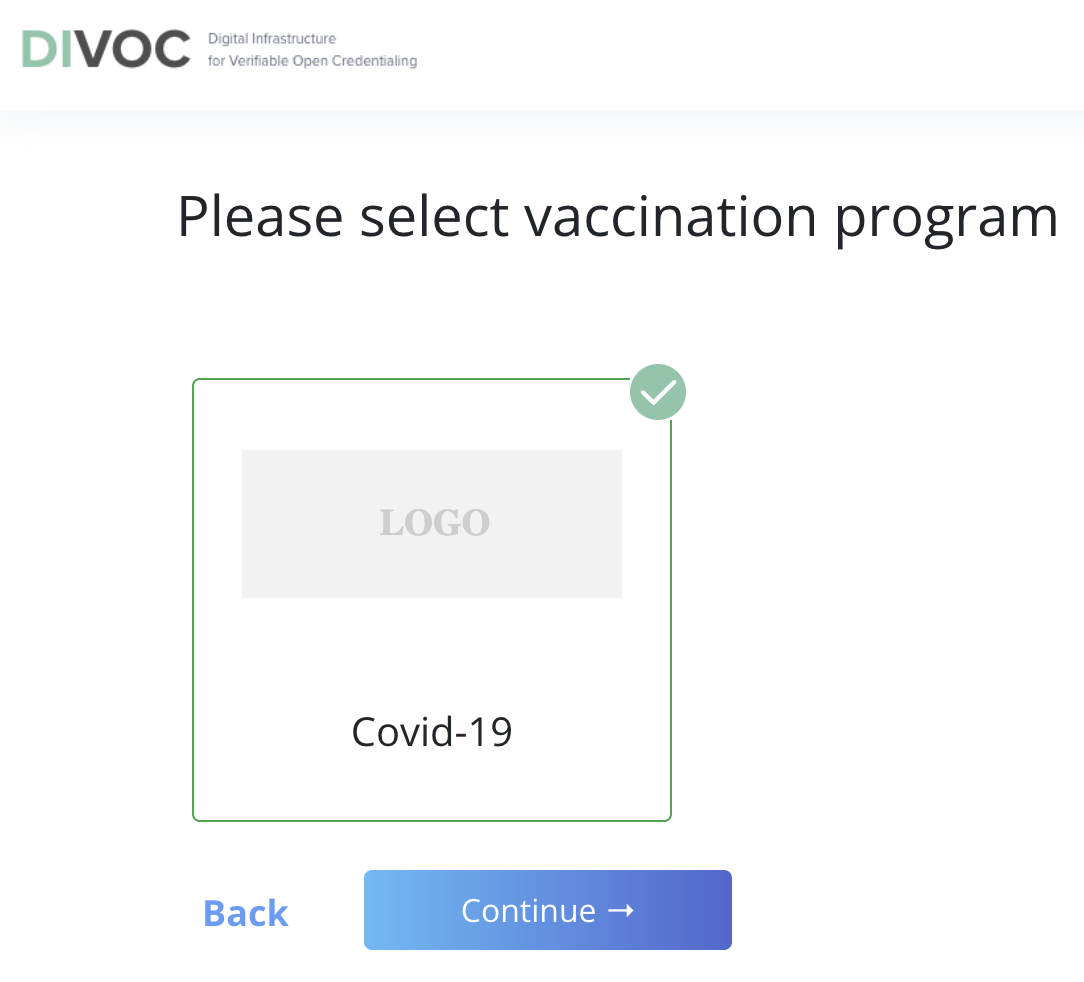 DIVOC
Digital Infrastructure
for Verifiable Open Credentialing
Please select vaccination program
LOGO
Covid-19
Back
Continue →